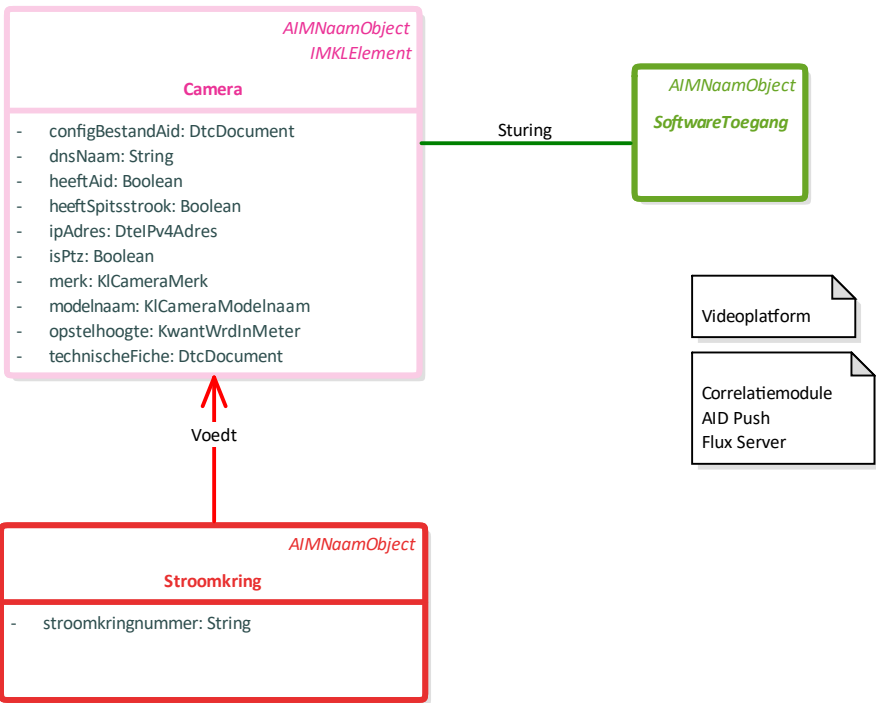 AIMNaamObject
IMKLElement
Camera
- configBestandAid: DtcDocument
- dnsNaam: String
- heeftAid: Boolean
- heeftSpitsstrook: Boolean
- ipAdres: DteIPv4Adres
- isPtz: Boolean
- merk: KlCameraMerk
- modelnaam: KlCameraModelnaam
- opstelhoogte: KwantWrdInMeter
- technischeFiche: DtcDocument
Sturing
AIMNaamObject
SoftwareToegang
Videoplatform
Correlatiemodule
AID Push
Flux Server
Voedt
AIMNaamObject
Stroomkring
- stroomkringnummer: String